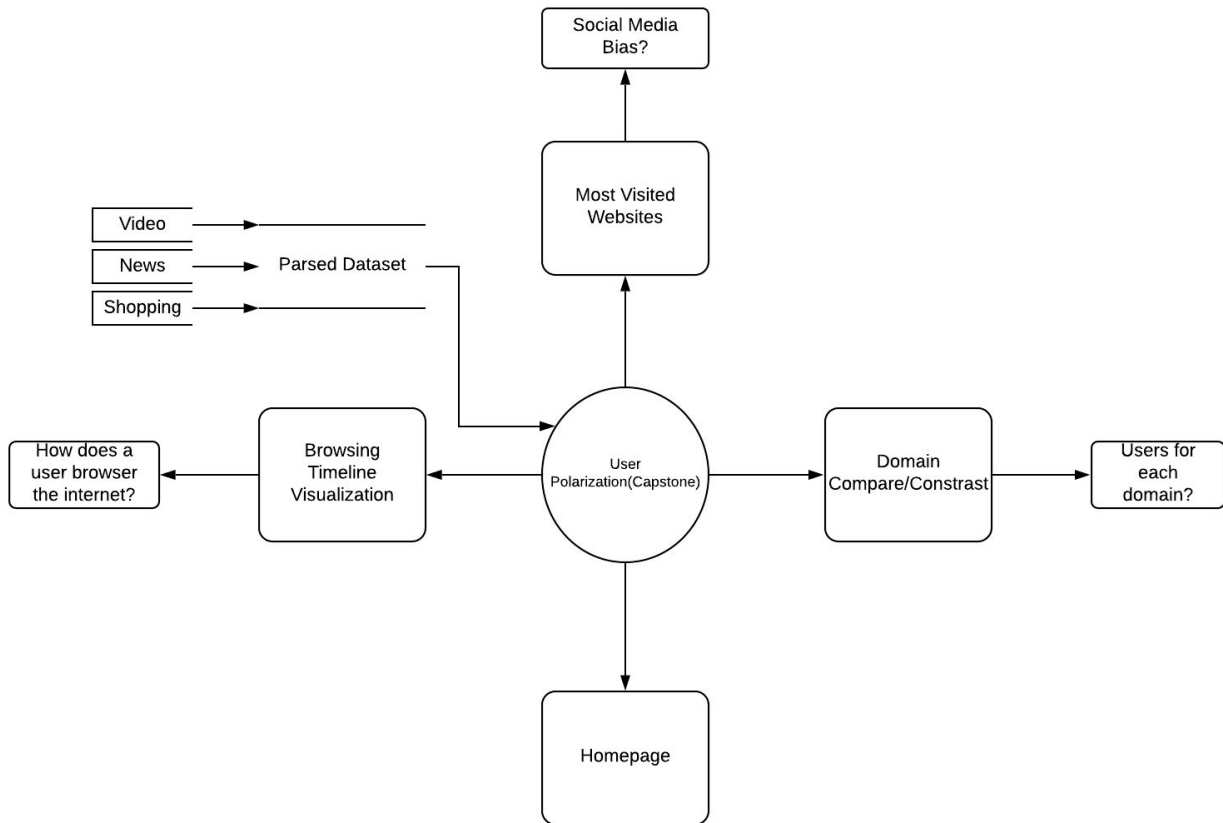 Social Media
Bias?
Most Visited
Websites
Video
News
Parsed Dataset
Shopping
How does a
user browser
the internet?
Browsing
Timeline
Visualization
User
Polarization(Capstone)
Domain
Compare/Constrast
Users for
each
domain?
Homepage